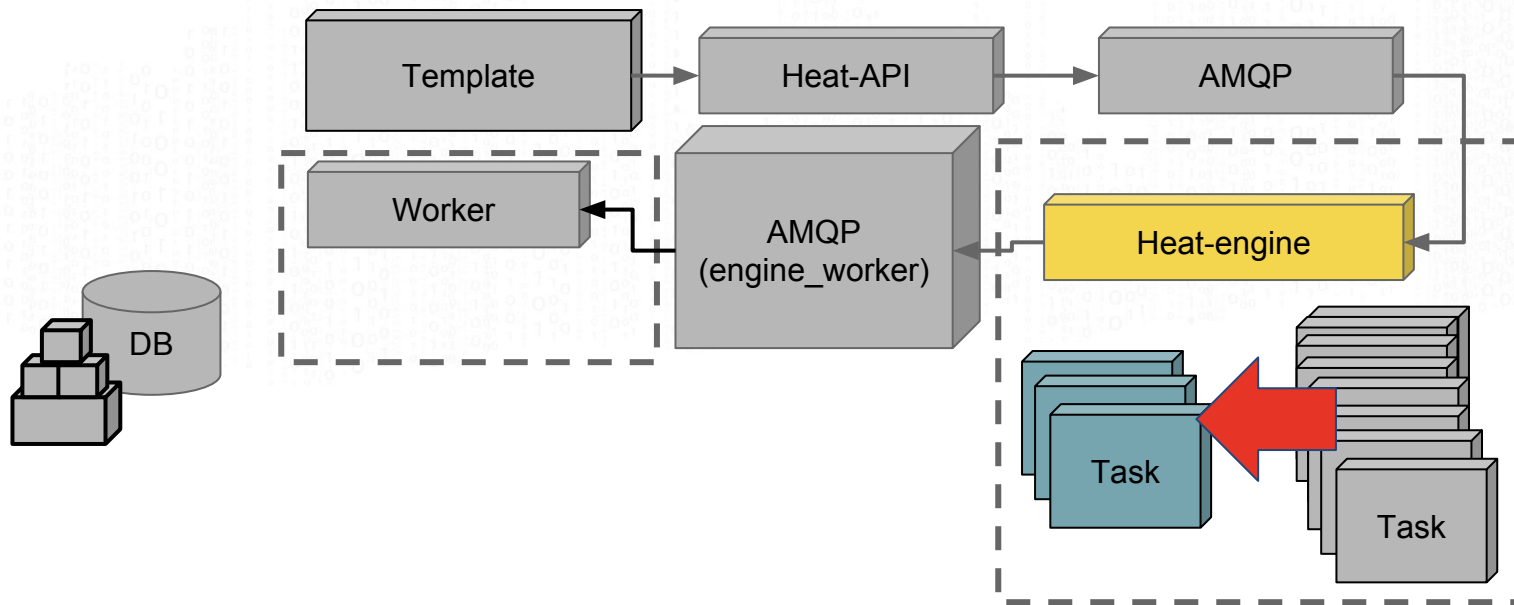 Template
Heat-API
AMQP
Worker
AMQP
(engine_worker)
Heat-engine
DB
Task
Task